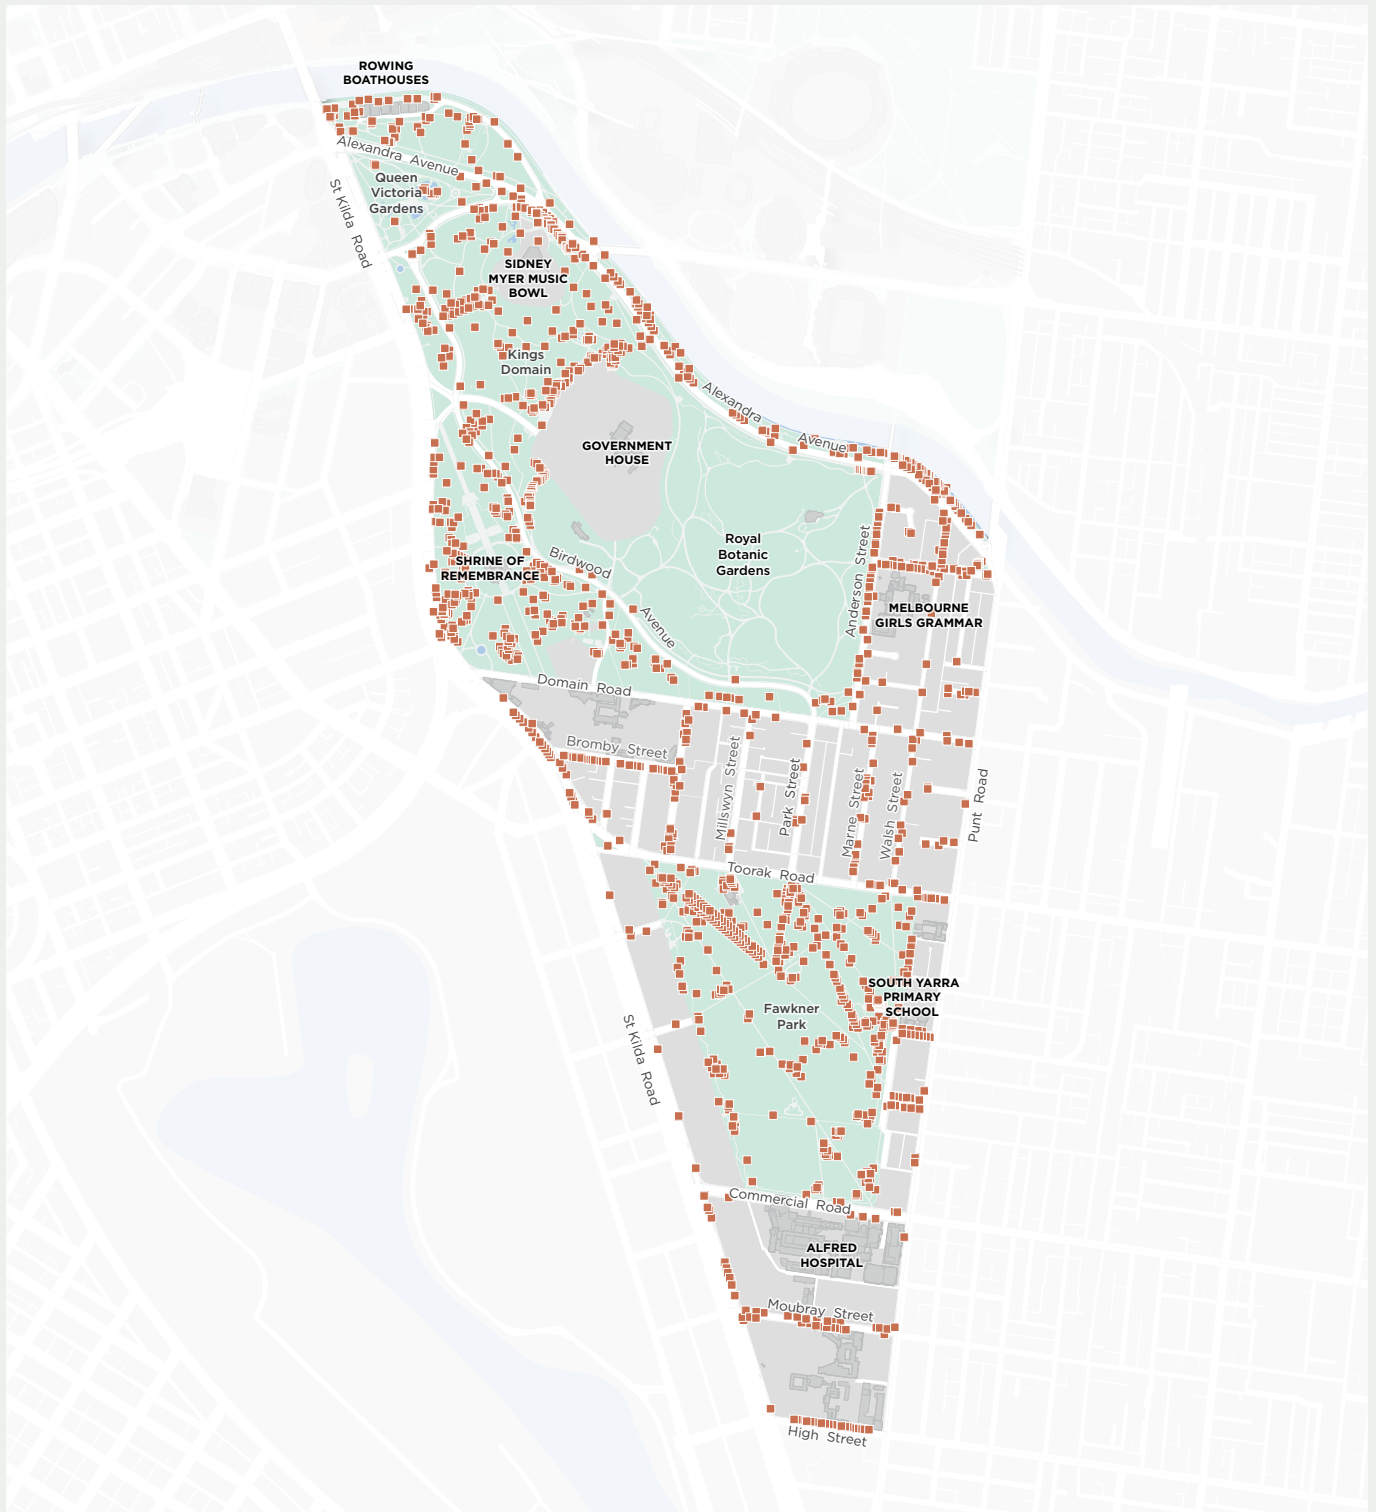 ROWING
BOATHOUSES
Alexandra Avenue
Queen
Victoria
Gardens
St Kilda Road
SIDNEY
MYER MUSIC
BOWL
Kings
Domain
Alexandra Avenue
GOVERNMENT
HOUSE
Royal
Botanic
Gardens
Anderson Street
SHRINE OF
REMEMBRANCE
Birdwood Avenue
MELBOURNE
GIRLS GRAMMAR
Domain Road
Bromby Street
Millswyn Street
Park Street
Marne Street
Walsh Street
Punt Road
Toorak Road
SOUTH YARRA
PRIMARY
SCHOOL
Fawkner
Park
St Kilda Road
Commercial Road
ALFRED
HOSPITAL
Moubray Street
High Street